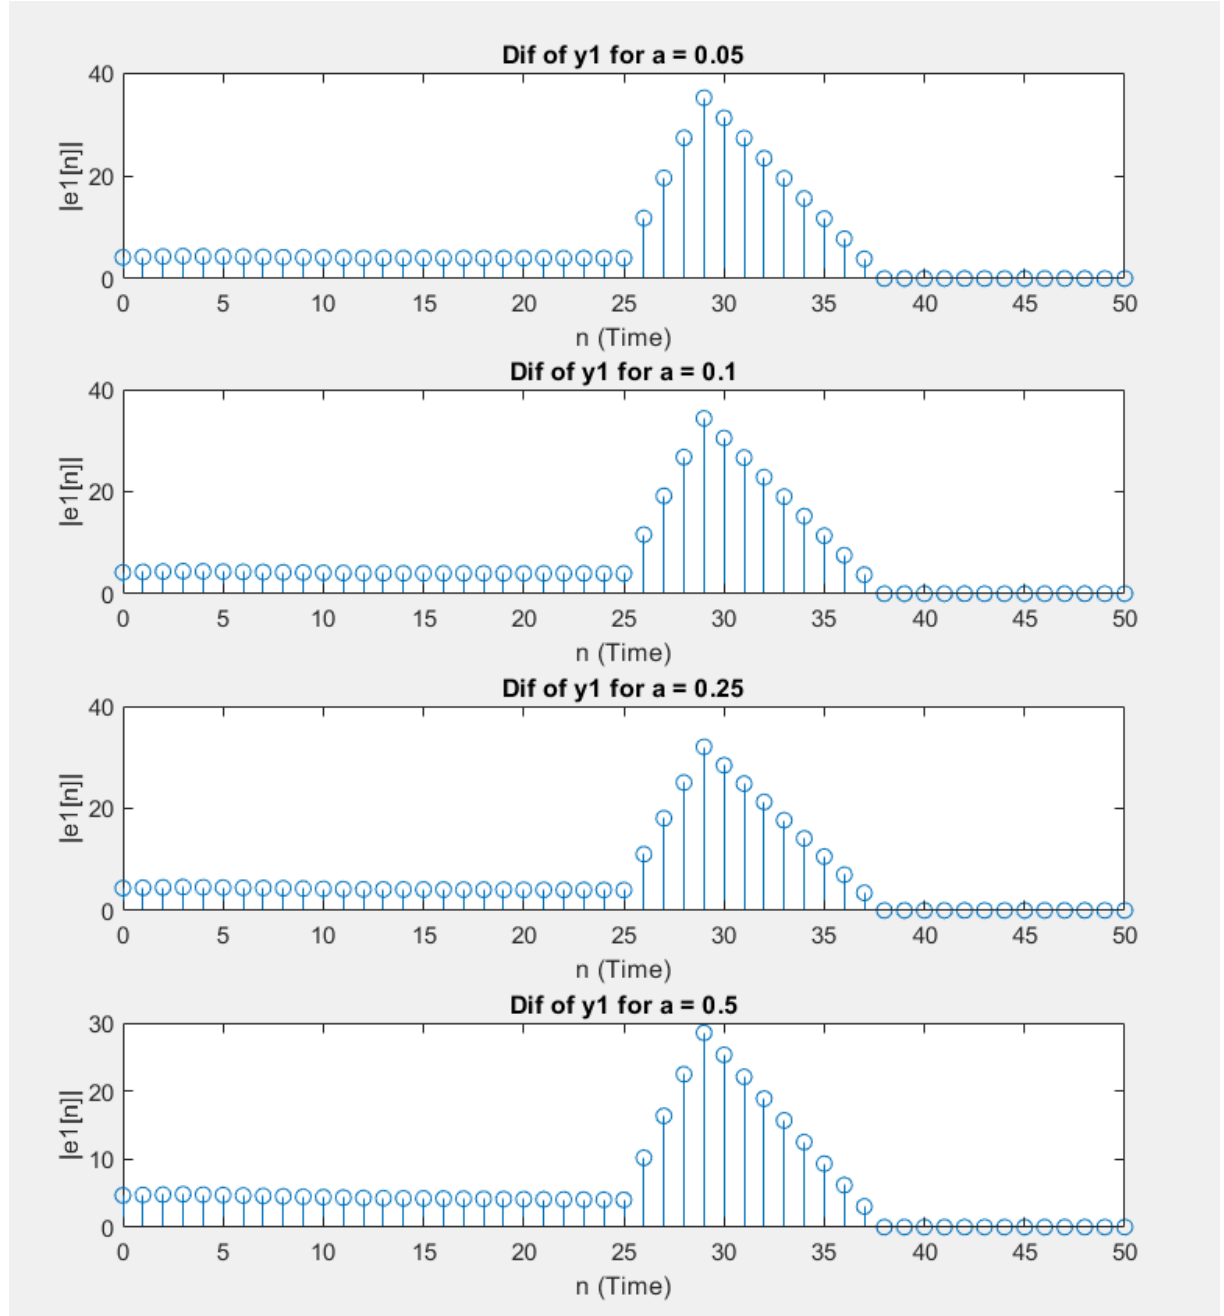 Dif of y1 for a = 0.05
40
20
0
|e1[n]|
0 5 10 15 20 25 30 35 40 45 50
n (Time)
Dif of y1 for a = 0.1
40
20
0
|e1[n]|
0 5 10 15 20 25 30 35 40 45 50
n (Time)
Dif of y1 for a = 0.25
40
20
0
|e1[n]|
0 5 10 15 20 25 30 35 40 45 50
n (Time)
Dif of y1 for a = 0.5
30
20
10
0
|e1[n]|
0 5 10 15 20 25 30 35 40 45 50
n (Time)